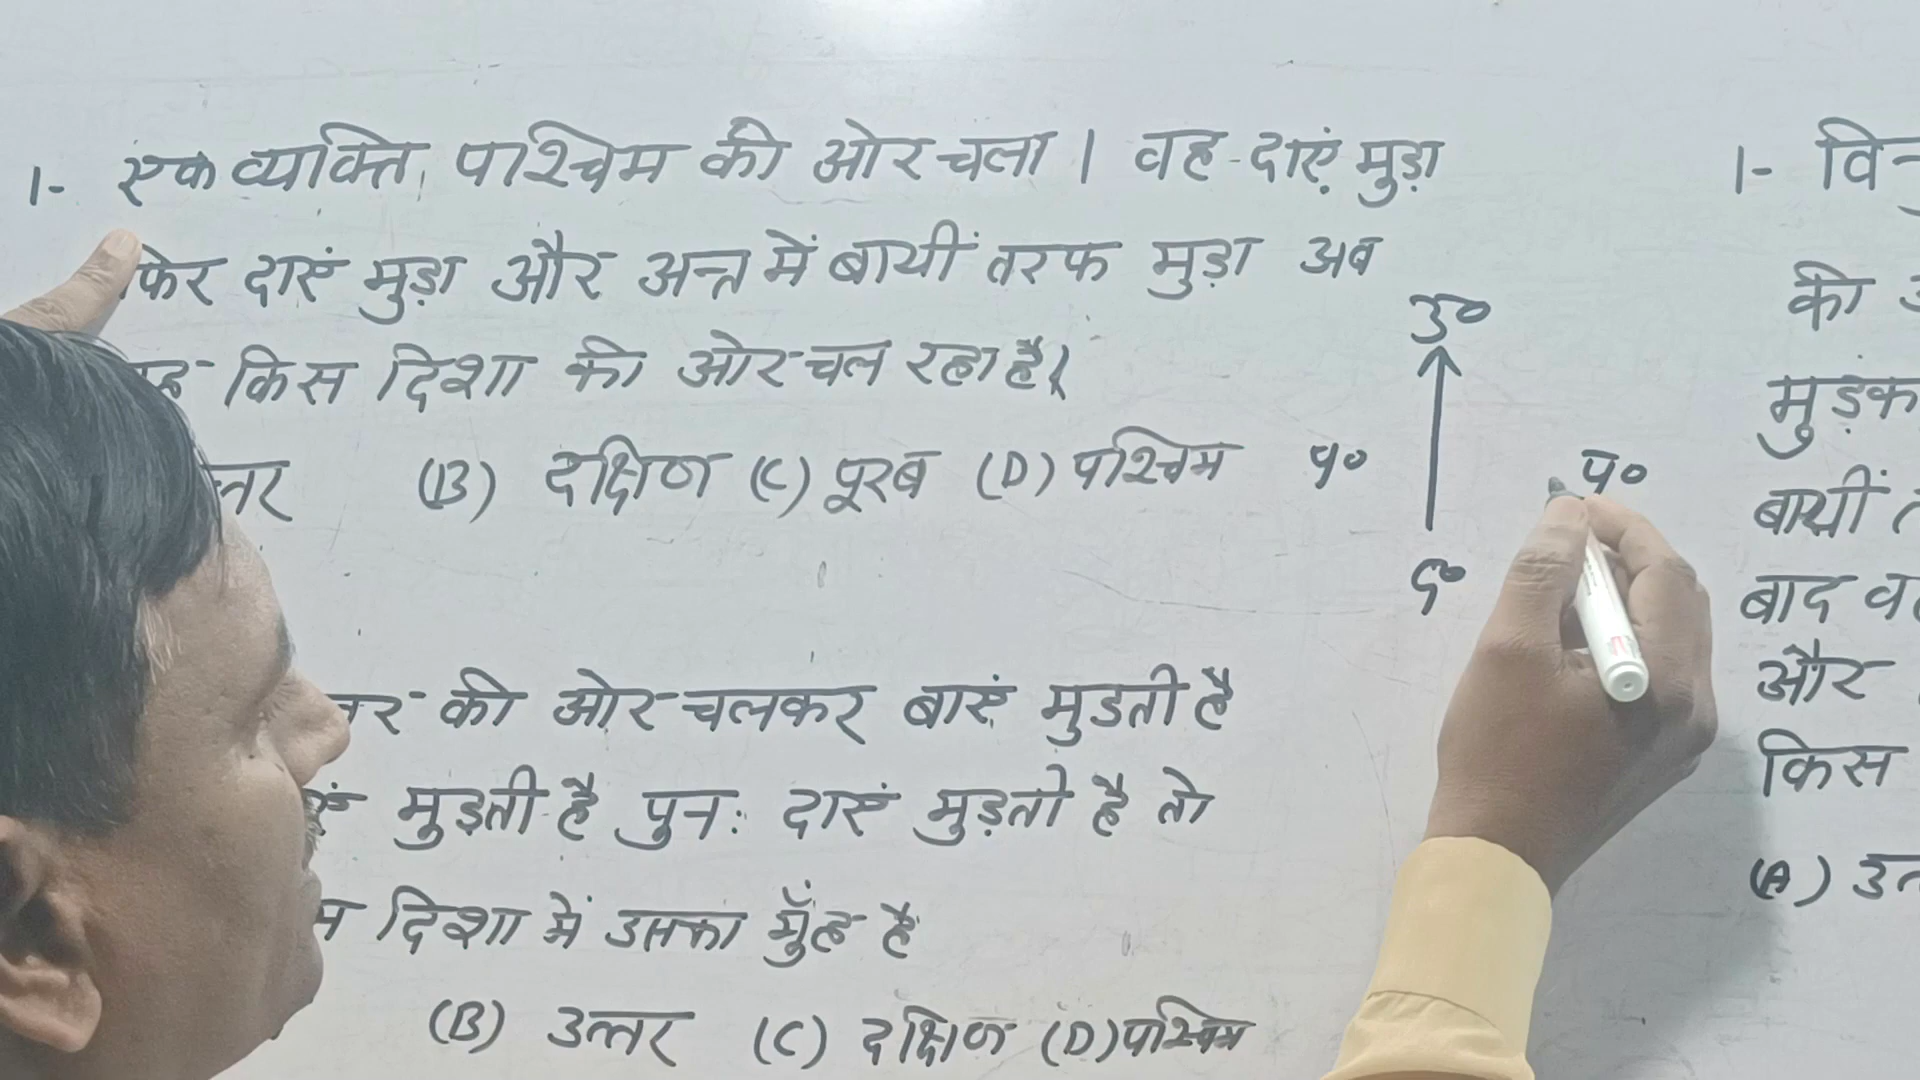 1- एक व्यक्ति, पश्चिम की ओर चला । वह दाएं मुड़ा
फिर दाएं मुड़ा और अन्त में बायीं तरफ मुड़ा अब
किस दिशा की ओर चल रहा है।
(B) दक्षिण (C) पूरब (D) पश्चिम
उ०
प० पू०
द०
की ओर चलकर बाएं मुडती है
मुड़ती है पुन: दाएं मुड़ती है तो
दिशा में उसका मुँह है
(B) उत्तर (C) दक्षिण (D) पश्चिम
1-
की
बायीं
बाद
और
किस
(A)